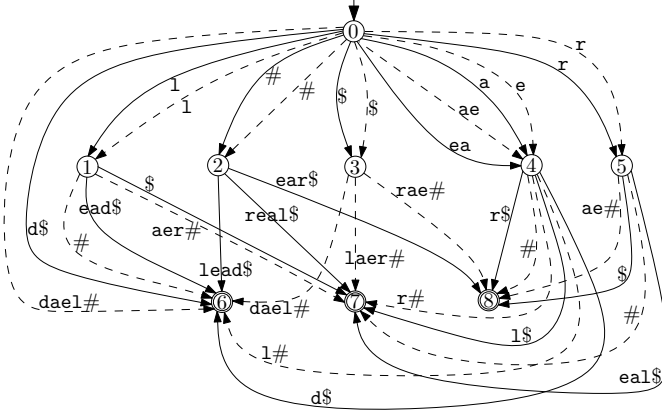 0
r
l
#
#
$
$
a
e
r
l
ae
ea
1
2
3
4
5
$
ear$
rae#
ead$
real$
r$
ae#
d$
#
aer#
laer#
#
lead$
$
6
7
8
dael#
dael#
r#
#
l$
l#
eal$
d$